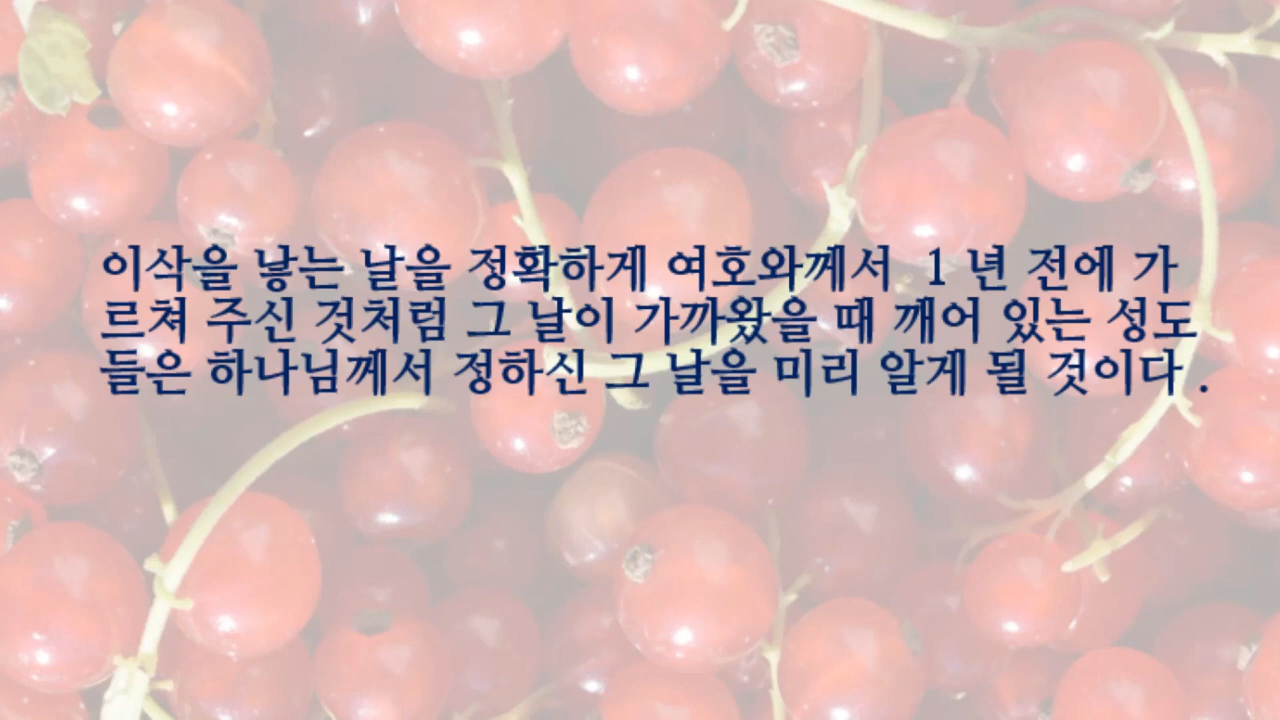 이삭을 낳는 날을 정확하게 여호와께서 1 년 전에 가
르쳐 주신 것처럼 그 날이 가까왔을 때 깨어 있는 성도
들은 하나님께서 정하신 그 날을 미리 알게 될 것이다 .